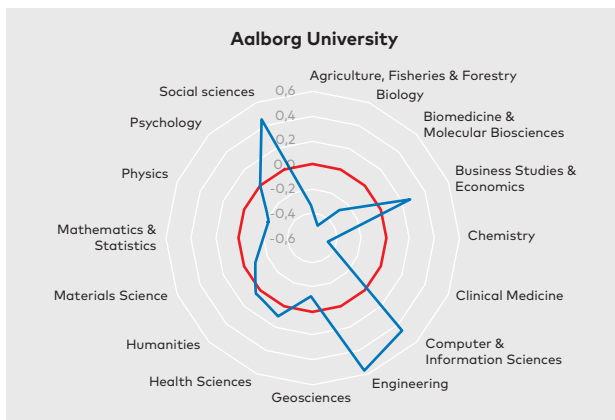 Aalborg University
Agriculture, Fisheries & Forestry
Biology
Biomedicine &
Molecular Biosciences
Business Studies &
Economics
Chemistry
Clinical Medicine
Computer &
Information Sciences
Engineering
Geosciences
Health Sciences
Humanities
Materials Science
Mathematics &
Statistics
Physics
Psychology
Social sciences
0,6
0,4
0,2
0,0
-0,2
-0,4
-0,6